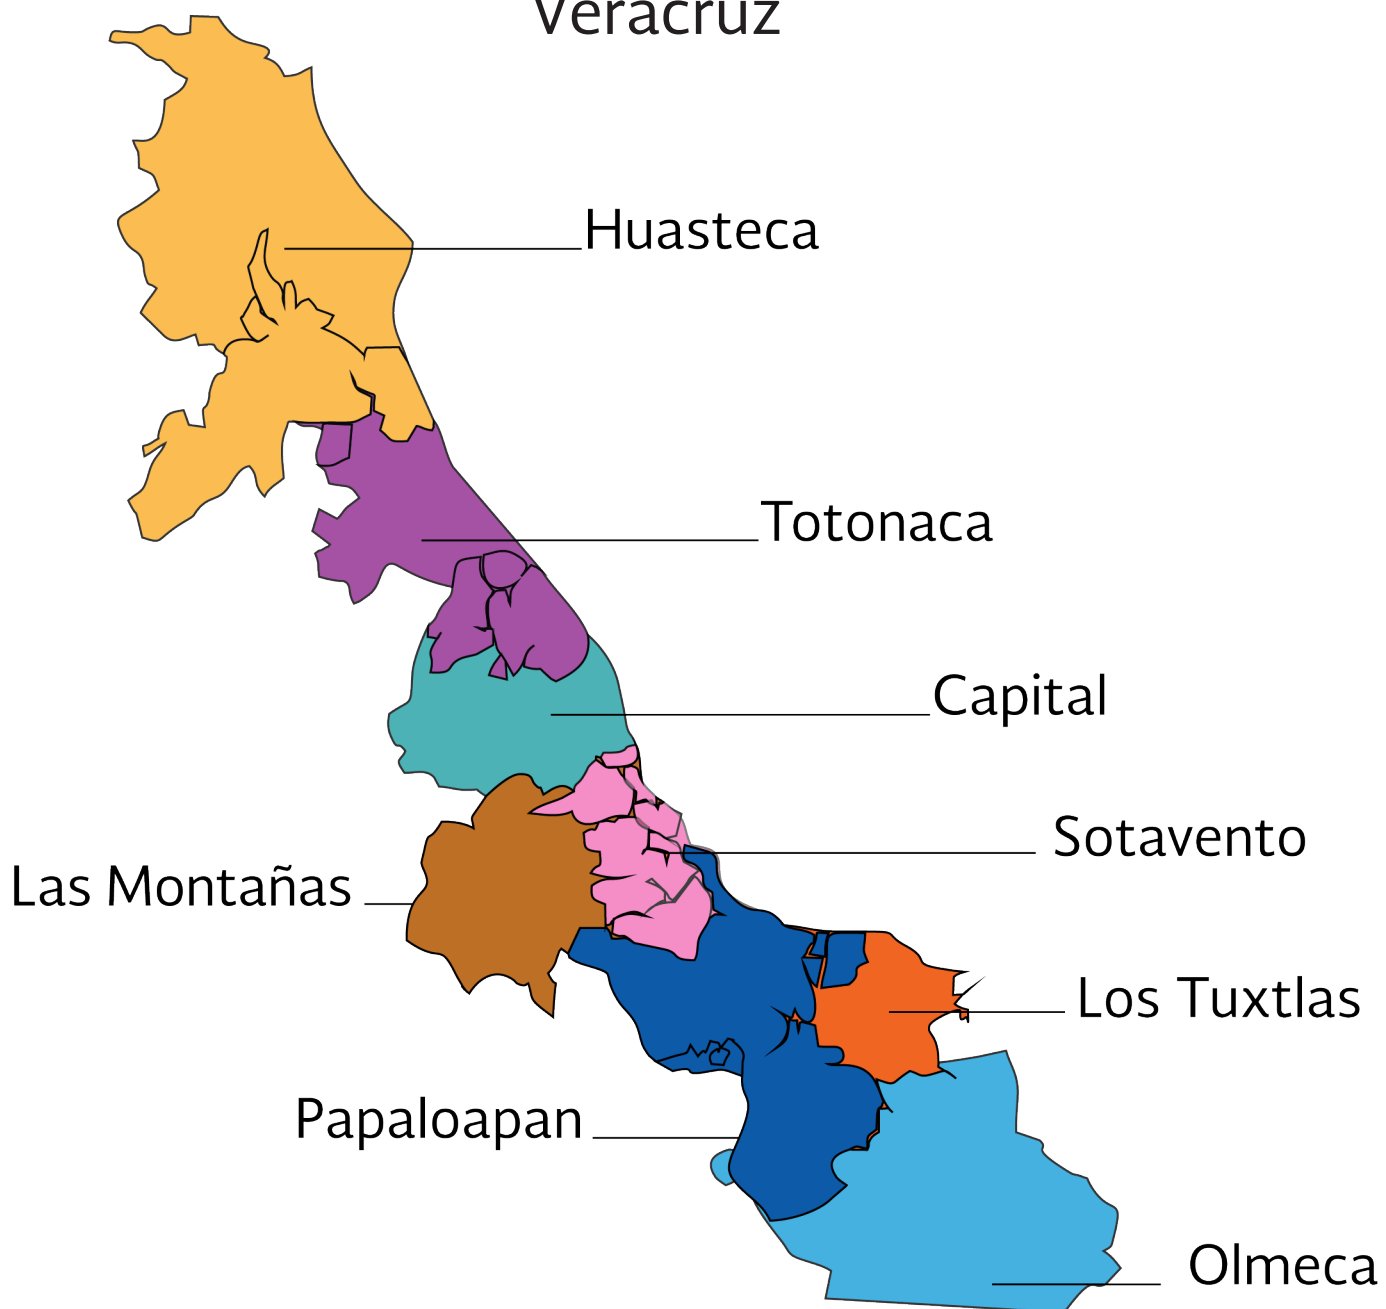 Veracruz
Huasteca
Totonaca
Capital
Sotavento
Las Montañas
Los Tuxtlas
Papaloapan
Olmeca